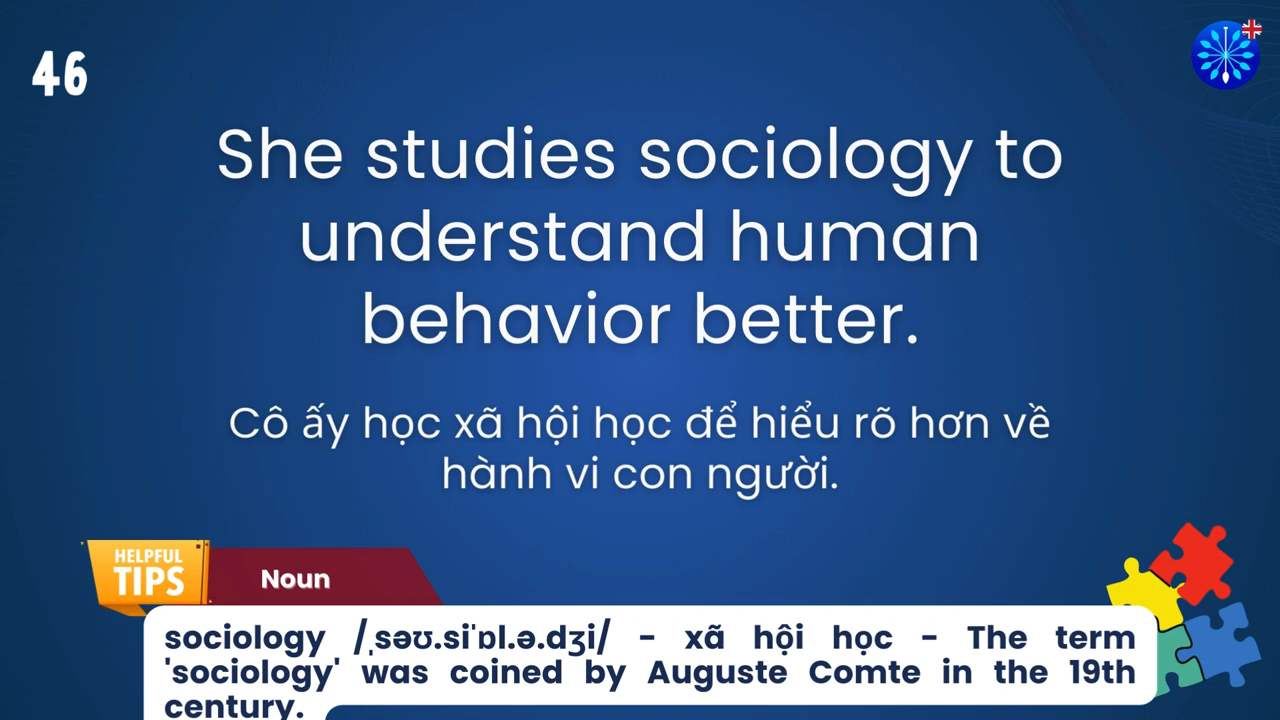 46
She studies sociology to
understand human
behavior better.
Cô ấy học xã hội học để hiểu rõ hơn về
hành vi con người.
HELPFUL
TIPS
Noun
sociology /ˌsəʊ.siˈɒl.ə.dʒi/ - xã hội học - The term
'sociology' was coined by Auguste Comte in the 19th
century.